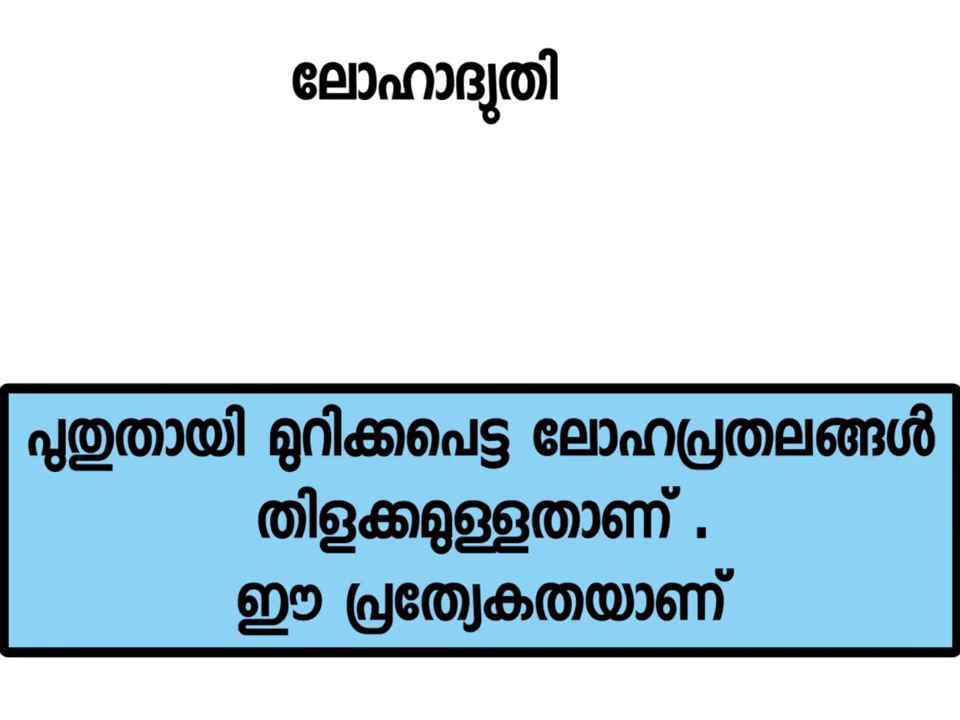 ലോഹാദ്യുതി
പുതുതായി മുറിക്കപെട്ട ലോഹപ്രതലങ്ങൾ
തിളക്കമുള്ളതാണ് .
ഈ പ്രത്യേകതയാണ്